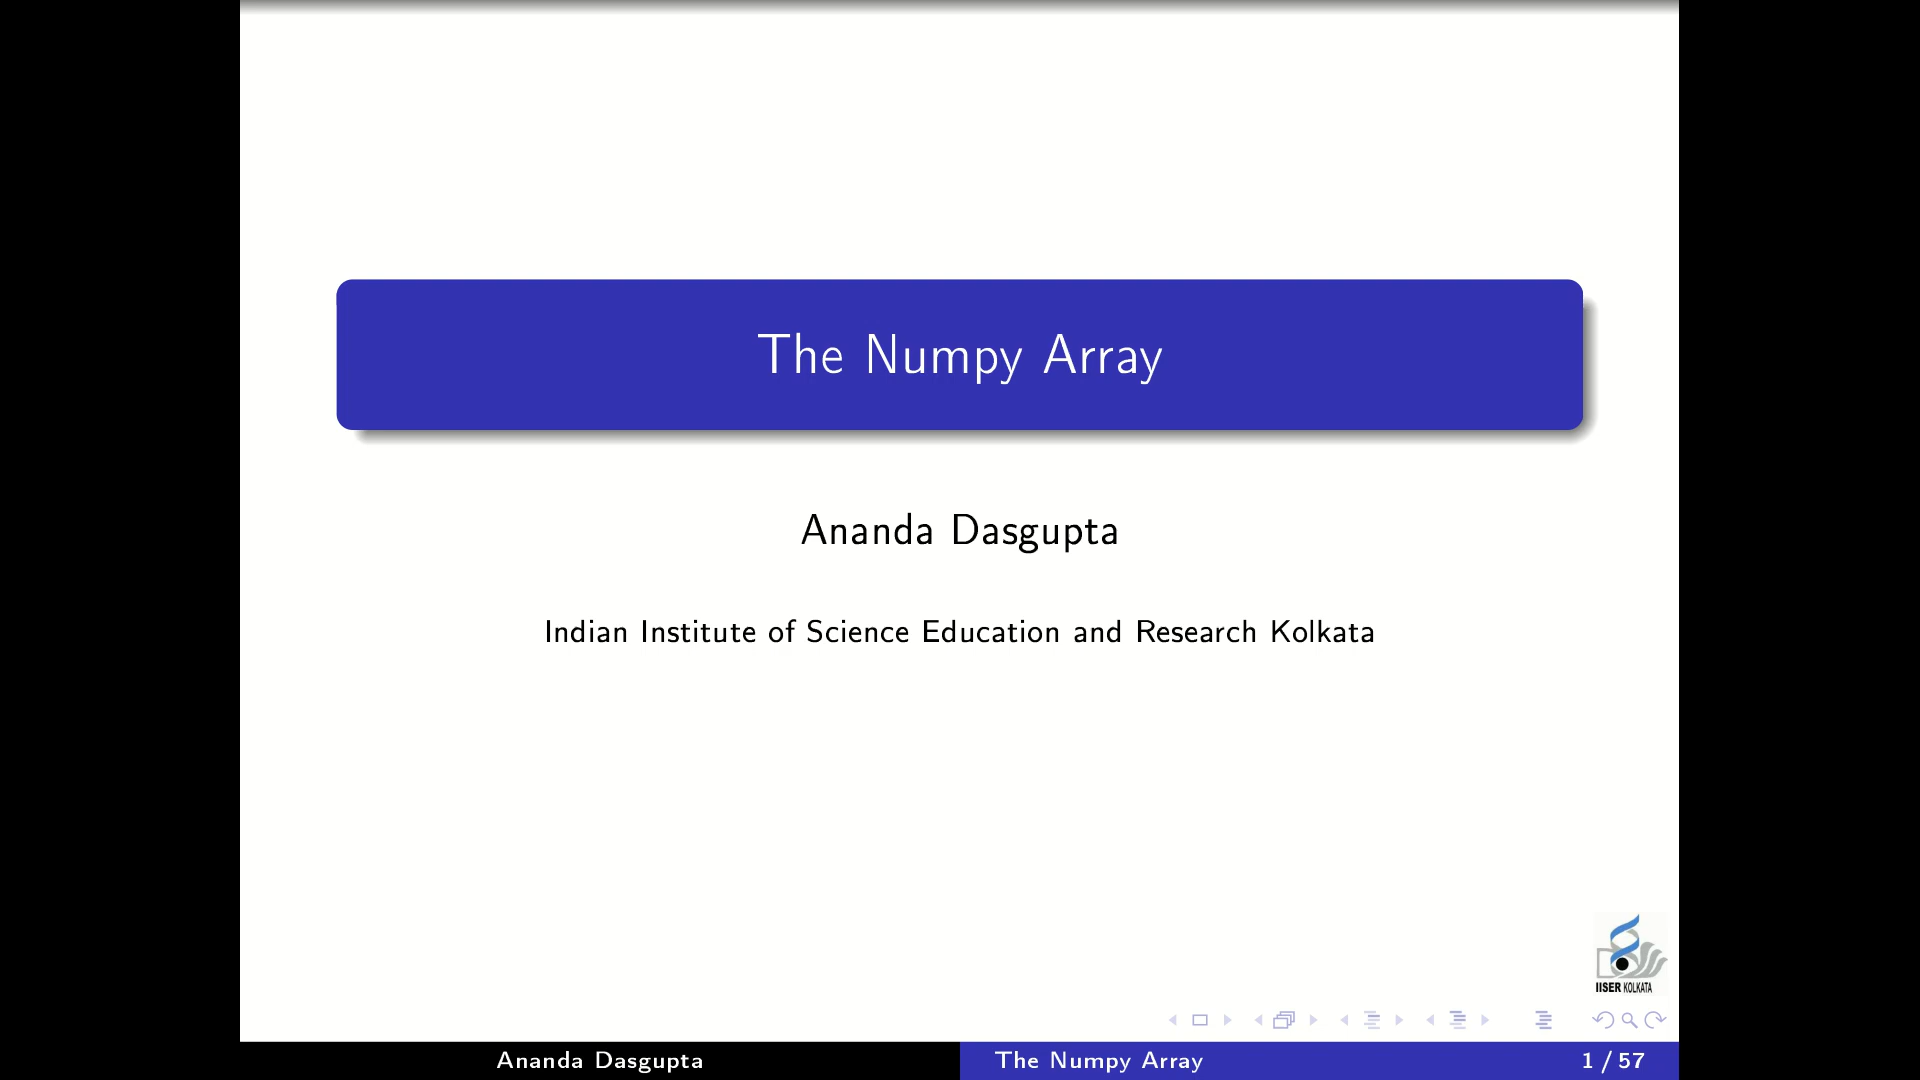 The Numpy Array
Ananda Dasgupta
Indian Institute of Science Education and Research Kolkata
IISER KOLKATA
Ananda Dasgupta
The Numpy Array
1 / 57